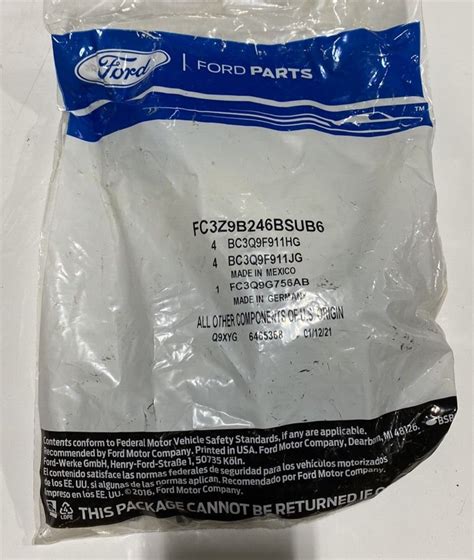 Ford | FORD PARTS
TM
FC3Z9B246BSUB6
4 BC3Q9F911HG
4 BC3Q9F911JG
MADE IN MEXICO
1 FC3Q9G756AB
MADE IN GERMANY
ALL OTHER COMPONENTS OF U.S. ORIGIN
Q9XYG 6465368 01/12/21
Contents conform to Federal Motor Vehicle Safety Standards, if any are applicable.
Recommended by Ford Motor Company. Printed in USA. Ford Motor Company, Dearborn, MI 48126.
Ford-Werke GmbH, Henry-Ford-Straße 1, 50735 Köln.
El contenido satisface las normas federales de seguridad para los vehículos motorizados
de los EE. UU., si algunas de ellas son aplicables. Recomendado por Ford Motor Company.
Impreso en los EE, UU. © 2016. Ford Motor Company.
LDPE
THIS PACKAGE CANNOT BE RETURNED IF